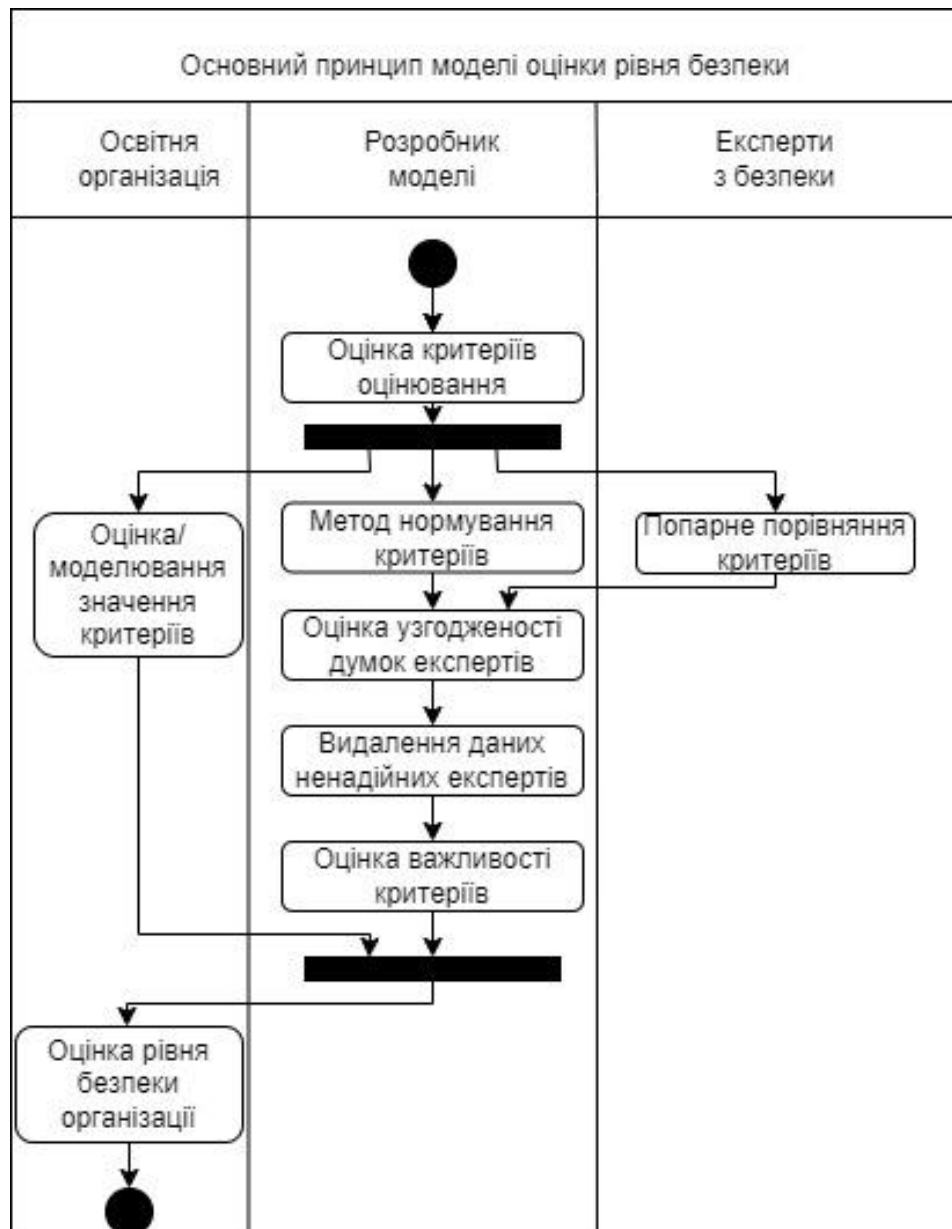 Основний принцип моделі оцінки рівня безпеки
Освітня
організація
Розробник
моделі
Експерти
з безпеки
Оцінка критеріїв
оцінювання
Оцінка/
моделювання
значення
критеріїв
Метод нормування
критеріїв
Попарне порівняння
критеріїв
Оцінка узгодженості
думок експертів
Видалення даних
ненадійних експертів
Оцінка важливості
критеріїв
Оцінка рівня
безпеки
організації